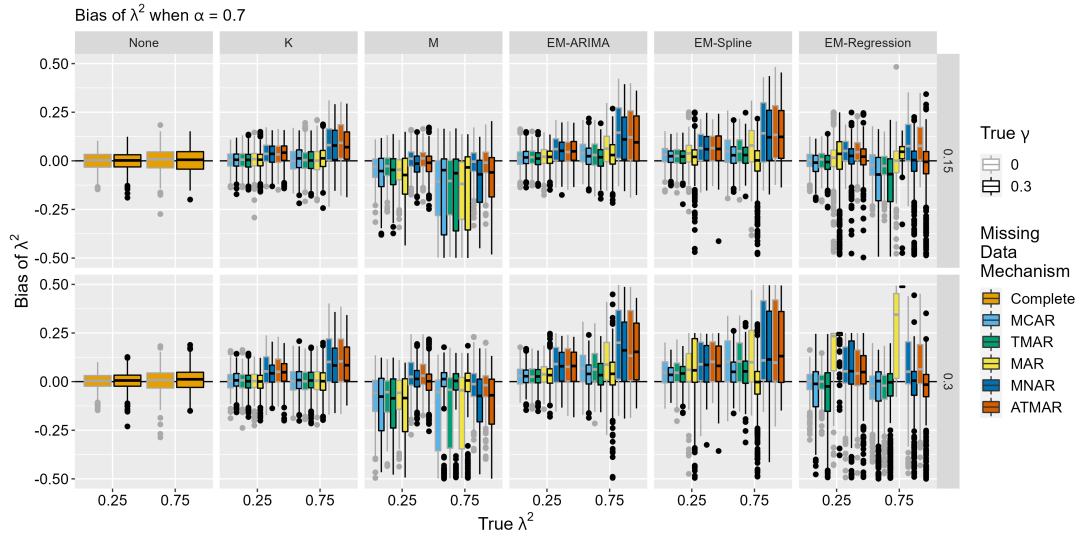 Bias of λ² when α = 0.7
None K M EM-ARIMA EM-Spline EM-Regression
0.50
0.25
0.00
-0.25
-0.50
0.15
0.50
0.25
0.00
-0.25
-0.50
0.3
0.25 0.75 0.25 0.75 0.25 0.75 0.25 0.75 0.25 0.75 0.25 0.75
True λ²
Bias of λ²
True γ
0
0.3
Missing
Data
Mechanism
Complete
MCAR
TMAR
MAR
MNAR
ATMAR